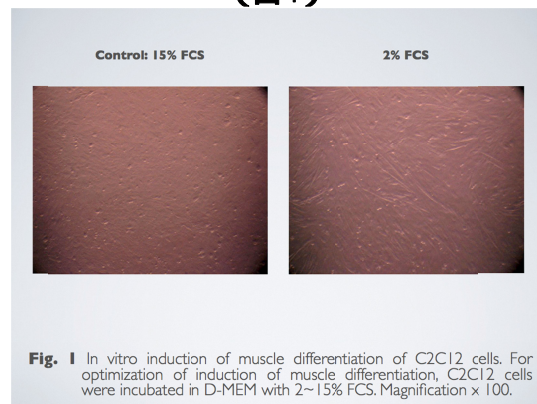 Control: 15% FCS
2% FCS
Fig. 1 In vitro induction of muscle differentiation of C2C12 cells. For
optimization of induction of muscle differentiation, C2C12 cells
were incubated in D-MEM with 2~15% FCS. Magnification x 100.